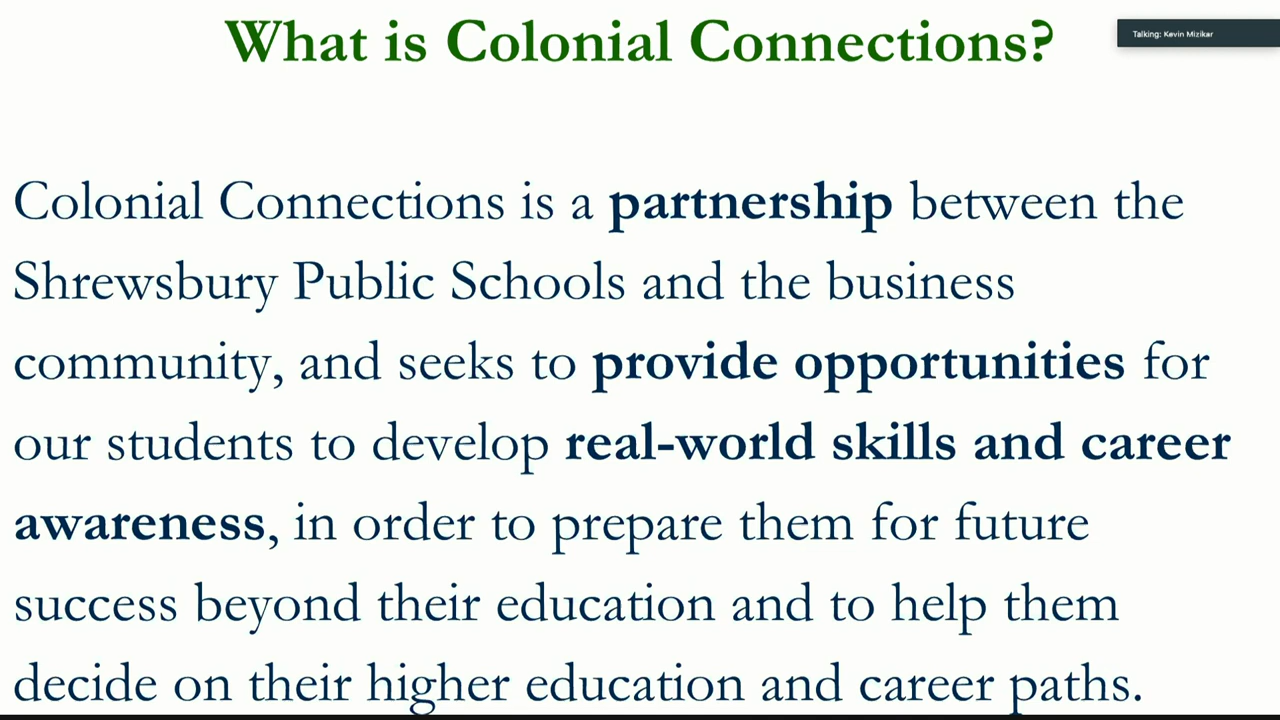 What is Colonial Connections?
Talking: Kevin Mizikar
Colonial Connections is a partnership between the
Shrewsbury Public Schools and the business
community, and seeks to provide opportunities for
our students to develop real-world skills and career
awareness, in order to prepare them for future
success beyond their education and to help them
decide on their higher education and career paths.